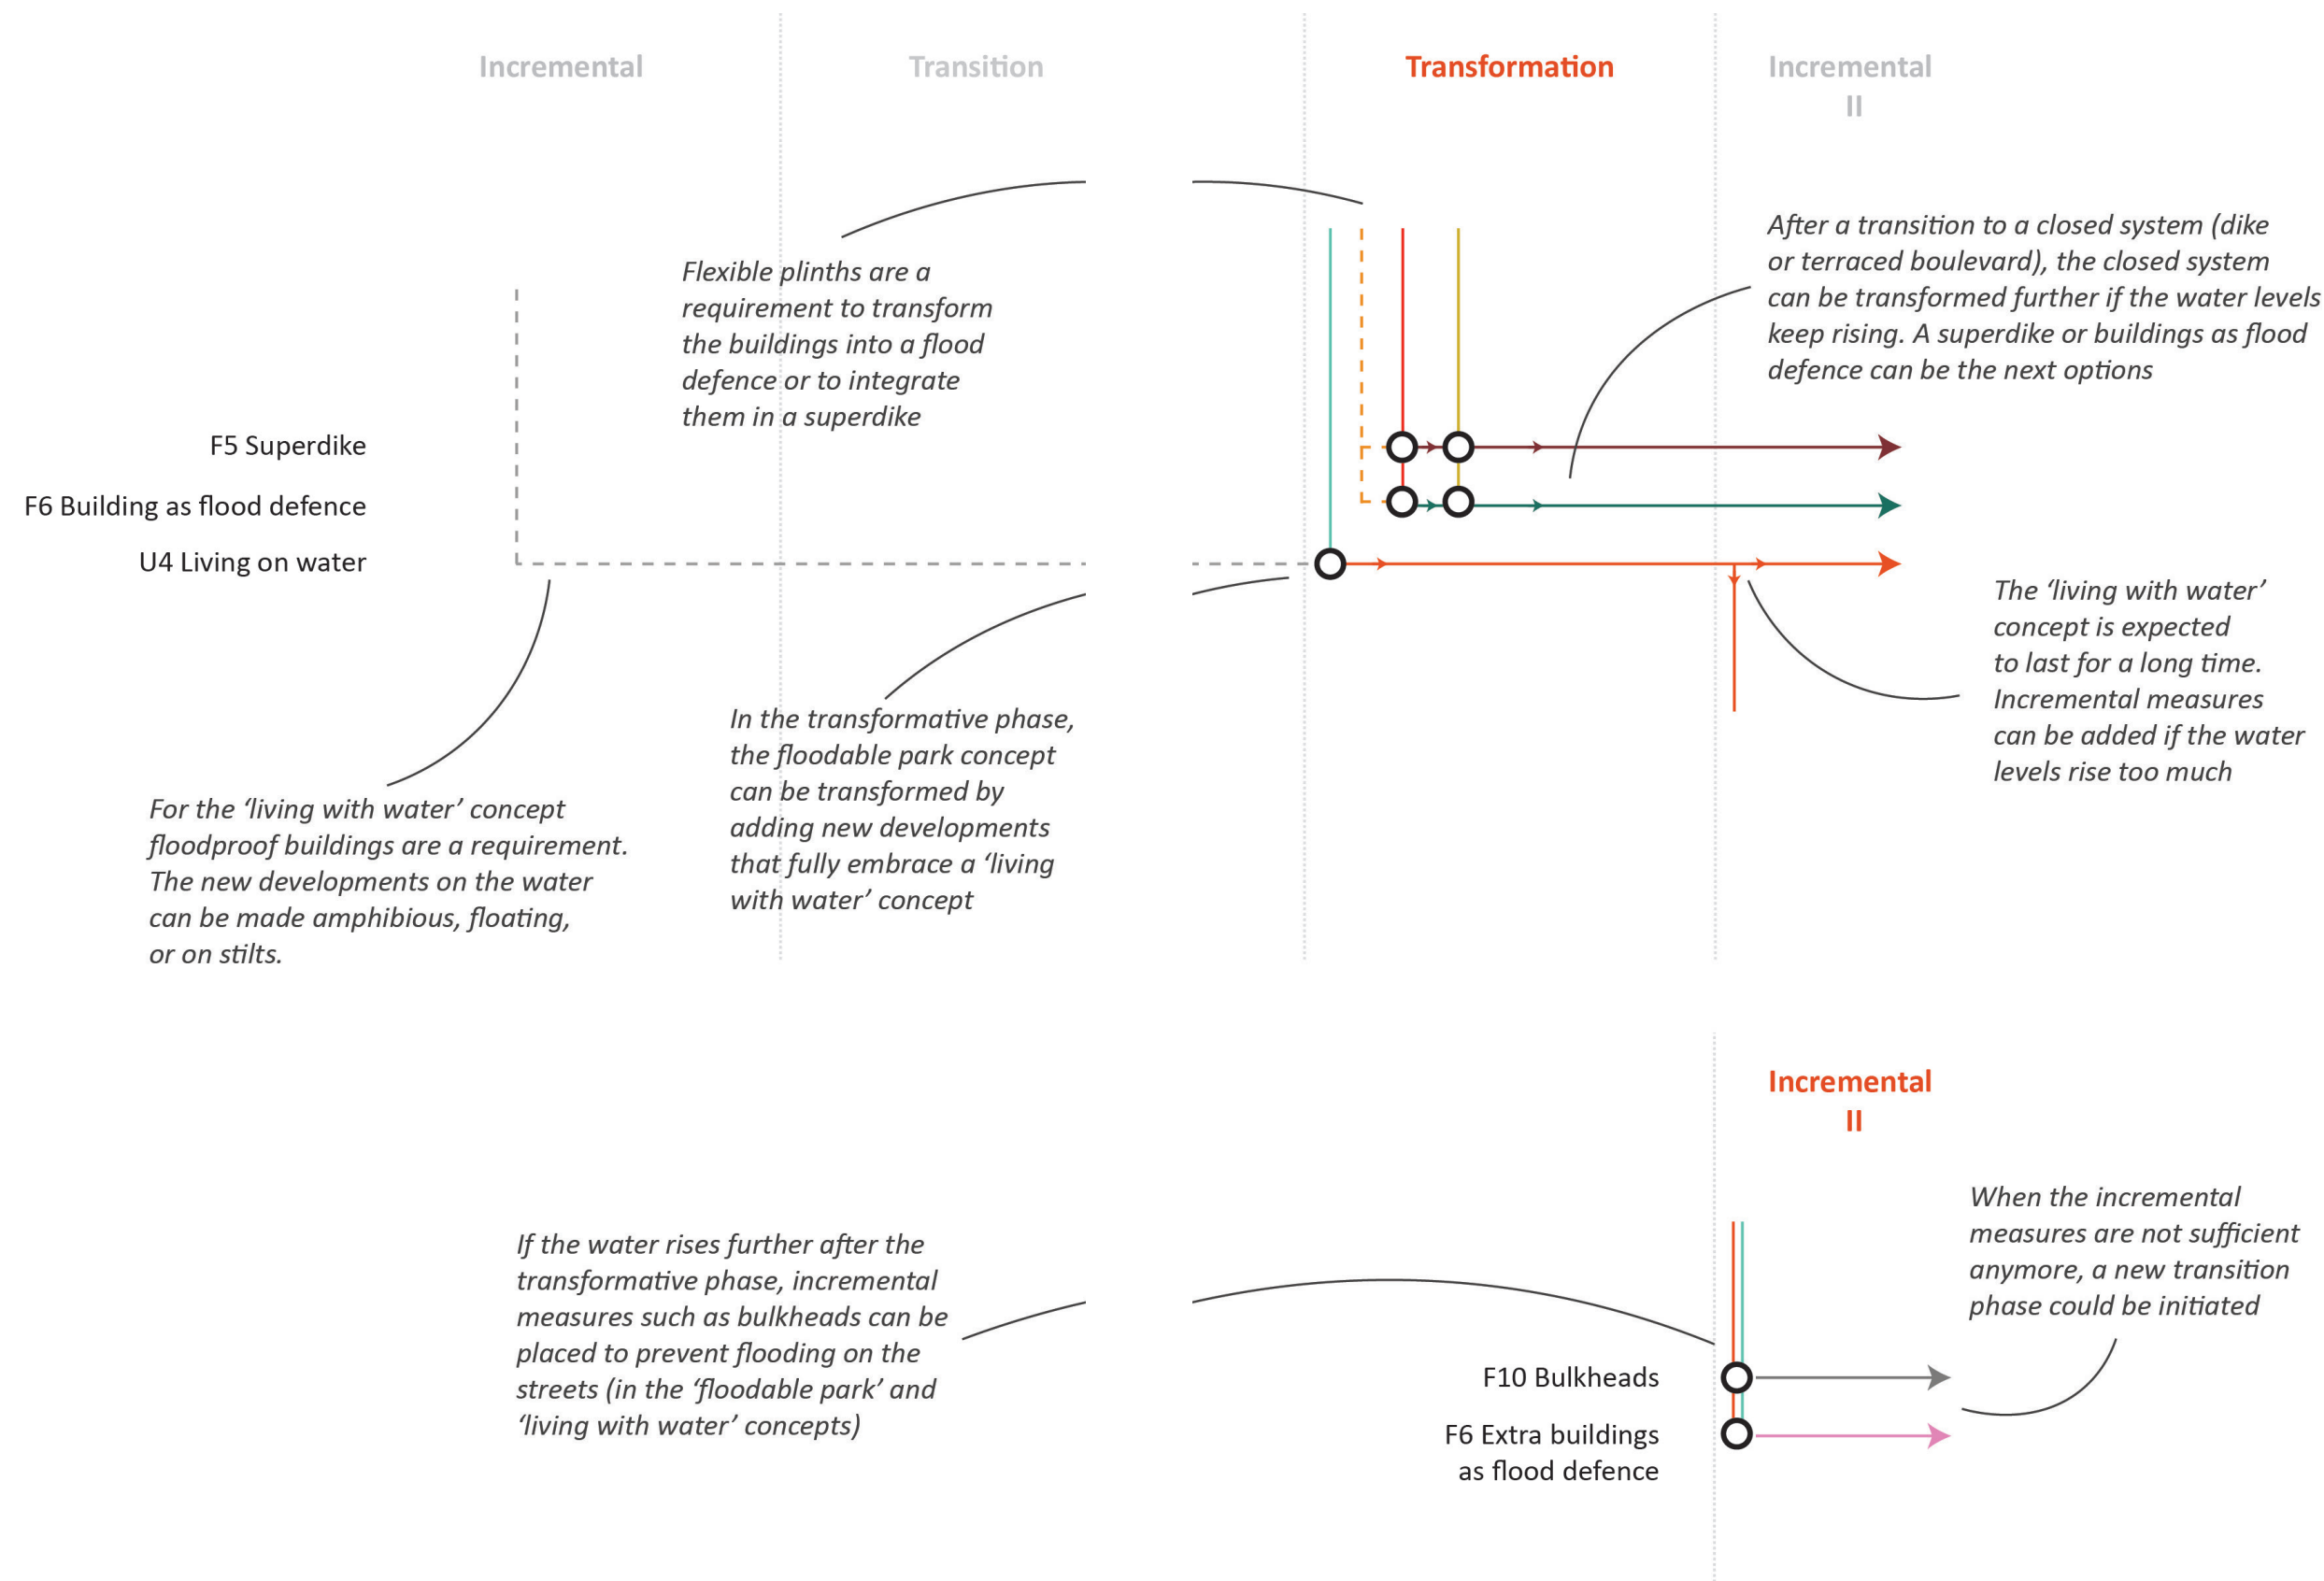 Incremental
Transition
Transformation
Incremental
II
Flexible plinths are a
requirement to transform
the buildings into a flood
defence or to integrate
them in a superdike
After a transition to a closed system (dike
or terraced boulevard), the closed system
can be transformed further if the water levels
keep rising. A superdike or buildings as flood
defence can be the next options
F5 Superdike
F6 Building as flood defence
U4 Living on water
The ‘living with water’
concept is expected
to last for a long time.
Incremental measures
can be added if the water
levels rise too much
In the transformative phase,
the floodable park concept
can be transformed by
adding new developments
that fully embrace a ‘living
with water’ concept
For the ‘living with water’ concept
floodproof buildings are a requirement.
The new developments on the water
can be made amphibious, floating,
or on stilts.
Incremental
II
If the water rises further after the
transformative phase, incremental
measures such as bulkheads can be
placed to prevent flooding on the
streets (in the ‘floodable park’ and
‘living with water’ concepts)
When the incremental
measures are not sufficient
anymore, a new transition
phase could be initiated
F10 Bulkheads
F6 Extra buildings
as flood defence